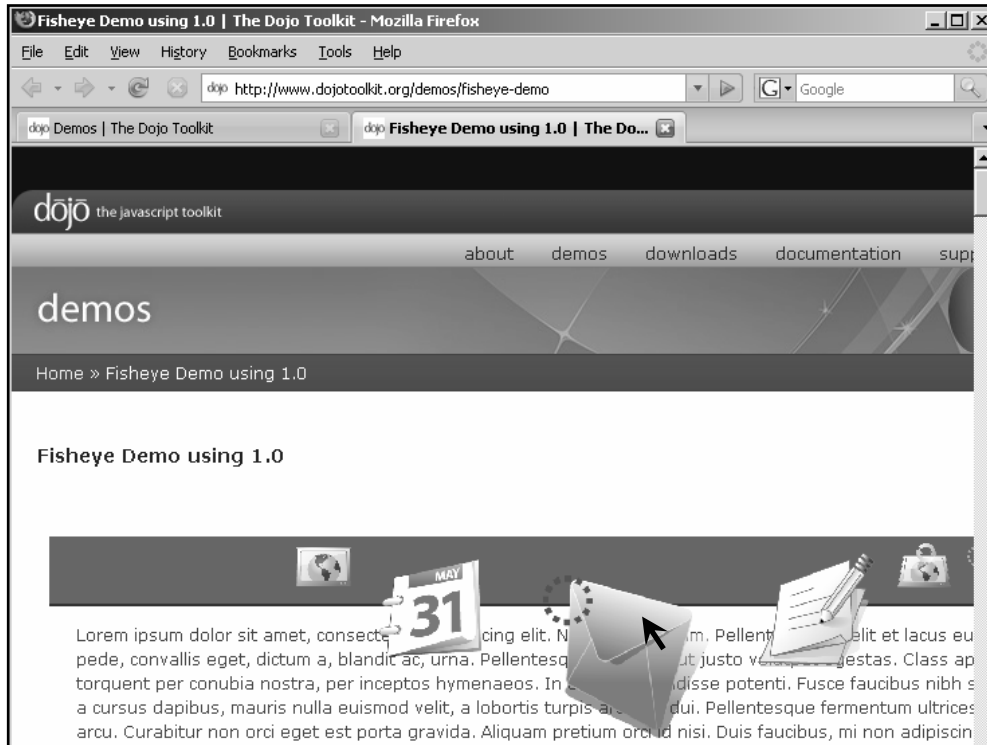 Fisheye Demo using 1.0 | The Dojo Toolkit - Mozilla Firefox
File Edit View History Bookmarks Tools Help
dojo http://www.dojotoolkit.org/demos/fisheye-demo G Google
dojo Demos | The Dojo Toolkit dojo Fisheye Demo using 1.0 | The Do...
dōjō the javascript toolkit
about demos downloads documentation supp
demos
Home » Fisheye Demo using 1.0
Fisheye Demo using 1.0
MAY
31
Lorem ipsum dolor sit amet, consect cing elit. N m. Pellent elit et lacus eu
pede, convallis eget, dictum a, blandit ac, urna. Pellentesq ut justo v gestas. Class ap
torquent per conubia nostra, per inceptos hymenaeos. In disse potenti. Fusce faucibus nibh s
a cursus dapibus, mauris nulla euismod velit, a lobortis turpis a dui. Pellentesque fermentum ultrices
arcu. Curabitur non orci eget est porta gravida. Aliquam pretium orci id nisi. Duis faucibus, mi non adipiscin